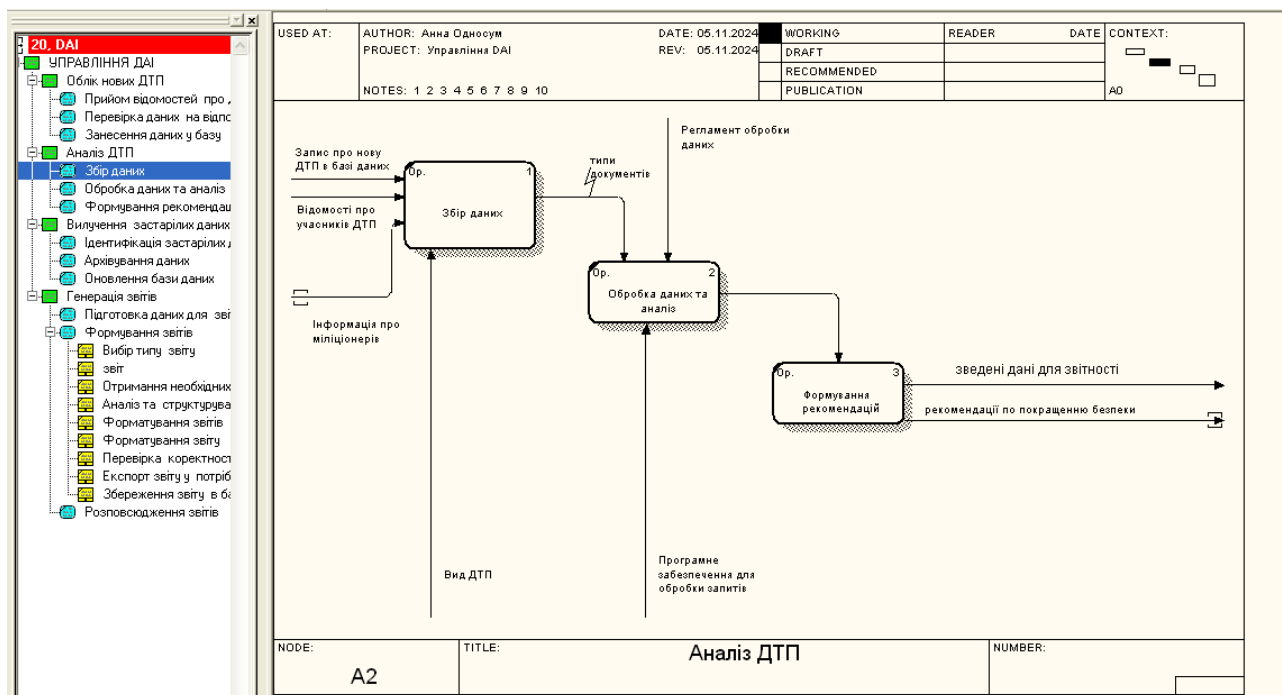 20, DAI
УПРАВЛІННЯ ДАІ
Облік нових ДТП
Прийом відомостей про
Перевірка даних на відпо
Занесення даних у базу
Аналіз ДТП
Збір даних
Обробка даних та аналіз
Формування рекомендац
Вилучення застарілих даних
Ідентифікація застарілих
Архівування даних
Оновлення бази даних
Генерація звітів
Підготовка даних для зві
Формування звітів
Вибір типу звіту
звіт
Отримання необхідних
Аналіз та структурува
Форматування звітів
Форматування звіту
Перевірка коректност
Експорт звіту у потріб
Збереження звіту в ба
Розповсюдження звітів
USED AT:
AUTHOR: Анна Односум
DATE: 05.11.2024
PROJECT: Управління DAI
REV: 05.11.2024
NOTES: 1 2 3 4 5 6 7 8 9 10
WORKING
DRAFT
RECOMMENDED
PUBLICATION
READER DATE
CONTEXT:
A0
Запис про нову
ДТП в базі даних
Відомості про
учасників ДТП
Інформація про
міліціонерів
0р. 1
Збір даних
типи
документів
Регламент обробки
даних
0р. 2
Обробка даних та
аналіз
0р. 3
Формування
рекомендацій
зведені дані для звітності
рекомендації по покращенню безпеки
Вид ДТП
Програмне
забезпечення для
обробки запитів
NODE:
A2
TITLE:
Аналіз ДТП
NUMBER: